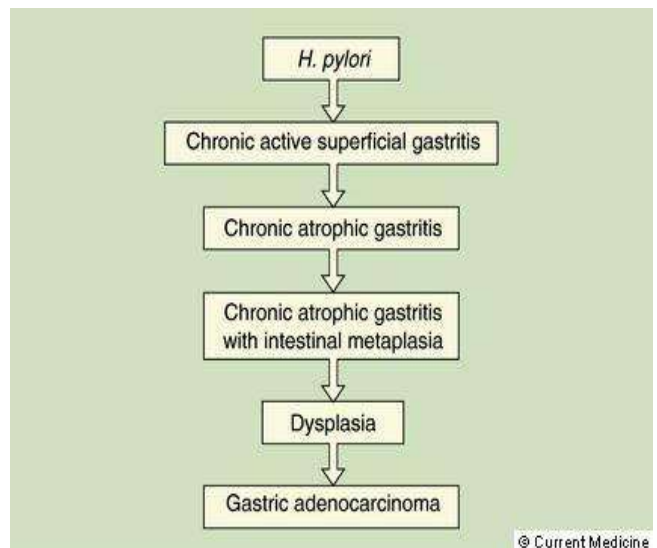 H. pylori
Chronic active superficial gastritis
Chronic atrophic gastritis
Chronic atrophic gastritis
with intestinal metaplasia
Dysplasia
Gastric adenocarcinoma
© Current Medicine